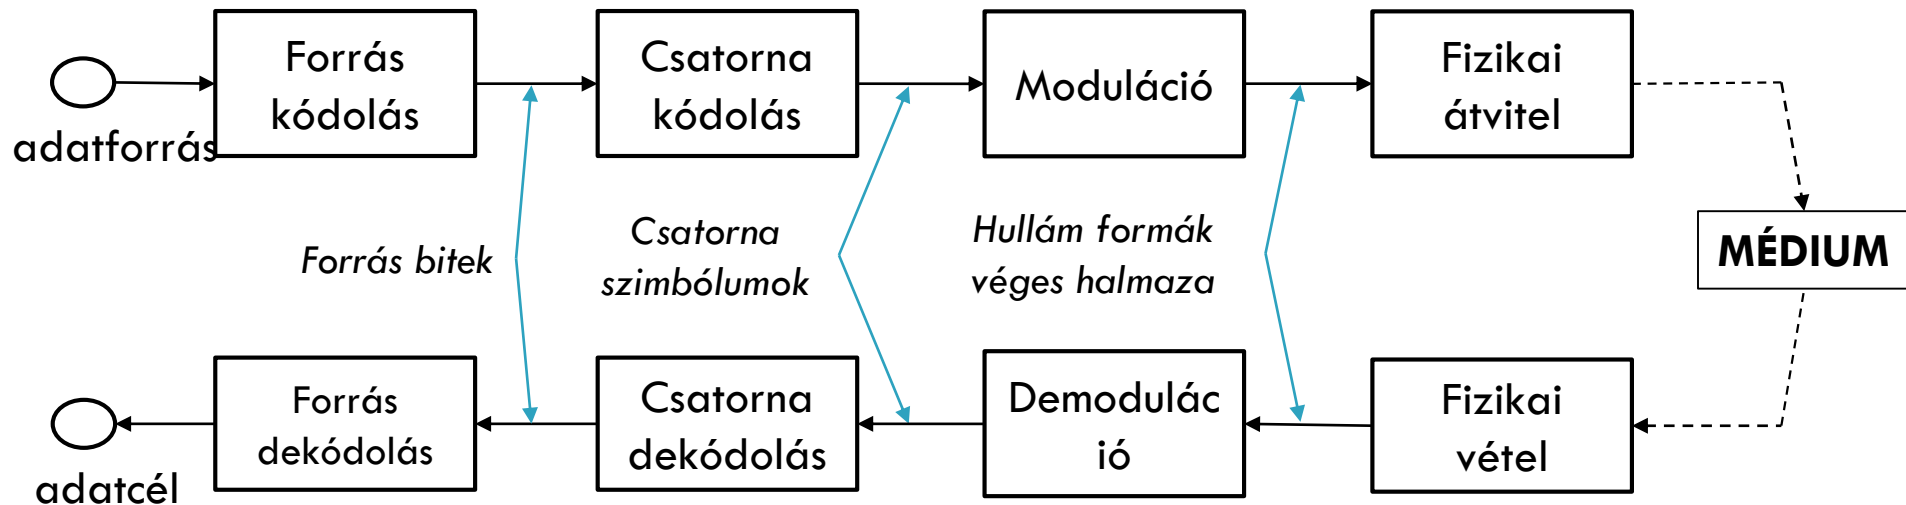 Forrás
kódolás
Csatorna
kódolás
Moduláció
Fizikai
átvitel
adatforrás
Forrás bitek
Csatorna
szimbólumok
Hullám formák
véges halmaza
MÉDIUM
Forrás
dekódolás
Csatorna
dekódolás
Demodulác
ió
Fizikai
vétel
adatcél